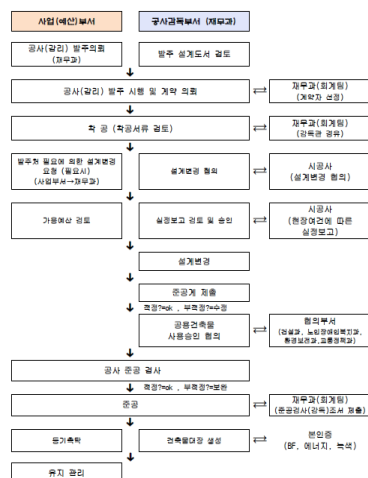 사업(예산)부서
공사감독부서 (재무과)
공사(감리) 발주의뢰
(재무과)
발주 설계도서 검토
공사(감리) 발주 시행 및 계약 의뢰
재무과(회계팀)
(계약자 선정)
착 공 (착공서류 검토)
재무과(회계팀)
(감독관 경유)
발주처 필요에 의한 설계변경
요청 (필요시)
(사업부서→재무과)
설계변경 협의
시공사
(설계변경 협의)
가용예산 검토
실정보고 검토 및 승인
시공사
(현장여건에 따른
실정보고)
설계변경
준공계 제출
적정?=ok , 부적정?=수정
공용건축물
사용승인 협의
협의부서
(건설과, 노인장애인복지과,
환경보전과,교통정책과)
공사 준공 검사
적정?=ok , 부적정?=보완
준공
재무과(회계팀)
(준공검사(감독)조서 제출)
등기촉탁
건축물대장 생성
본인증
(BF, 에너지, 녹색)
유지 관리